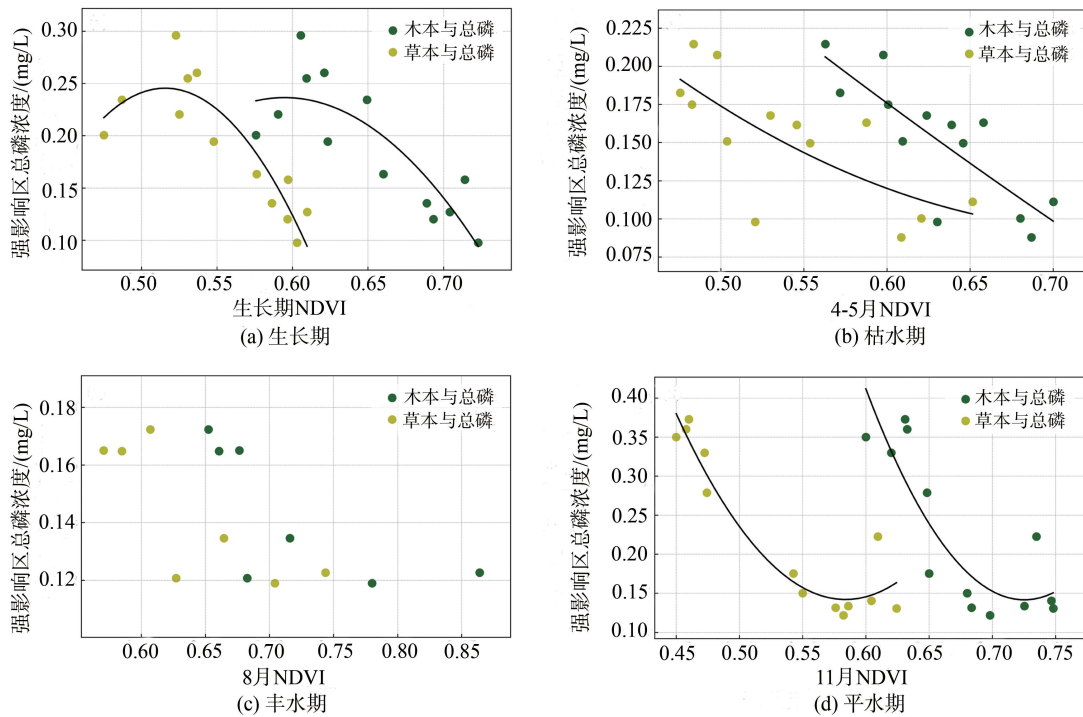 强影响区总磷浓度/(mg/L)
0.30
0.25
0.20
0.15
0.10
木本与总磷
草本与总磷
0.50 0.55 0.60 0.65 0.70
生长期NDVI
(a) 生长期
强影响区总磷浓度/(mg/L)
0.225
0.200
0.175
0.150
0.125
0.100
0.075
木本与总磷
草本与总磷
0.50 0.55 0.60 0.65 0.70
4-5月NDVI
(b) 枯水期
强影响区总磷浓度/(mg/L)
0.18
0.16
0.14
0.12
木本与总磷
草本与总磷
0.60 0.65 0.70 0.75 0.80 0.85
8月NDVI
(c) 丰水期
强影响区总磷浓度/(mg/L)
0.40
0.35
0.30
0.25
0.20
0.15
0.10
木本与总磷
草本与总磷
0.45 0.50 0.55 0.60 0.65 0.70 0.75
11月NDVI
(d) 平水期